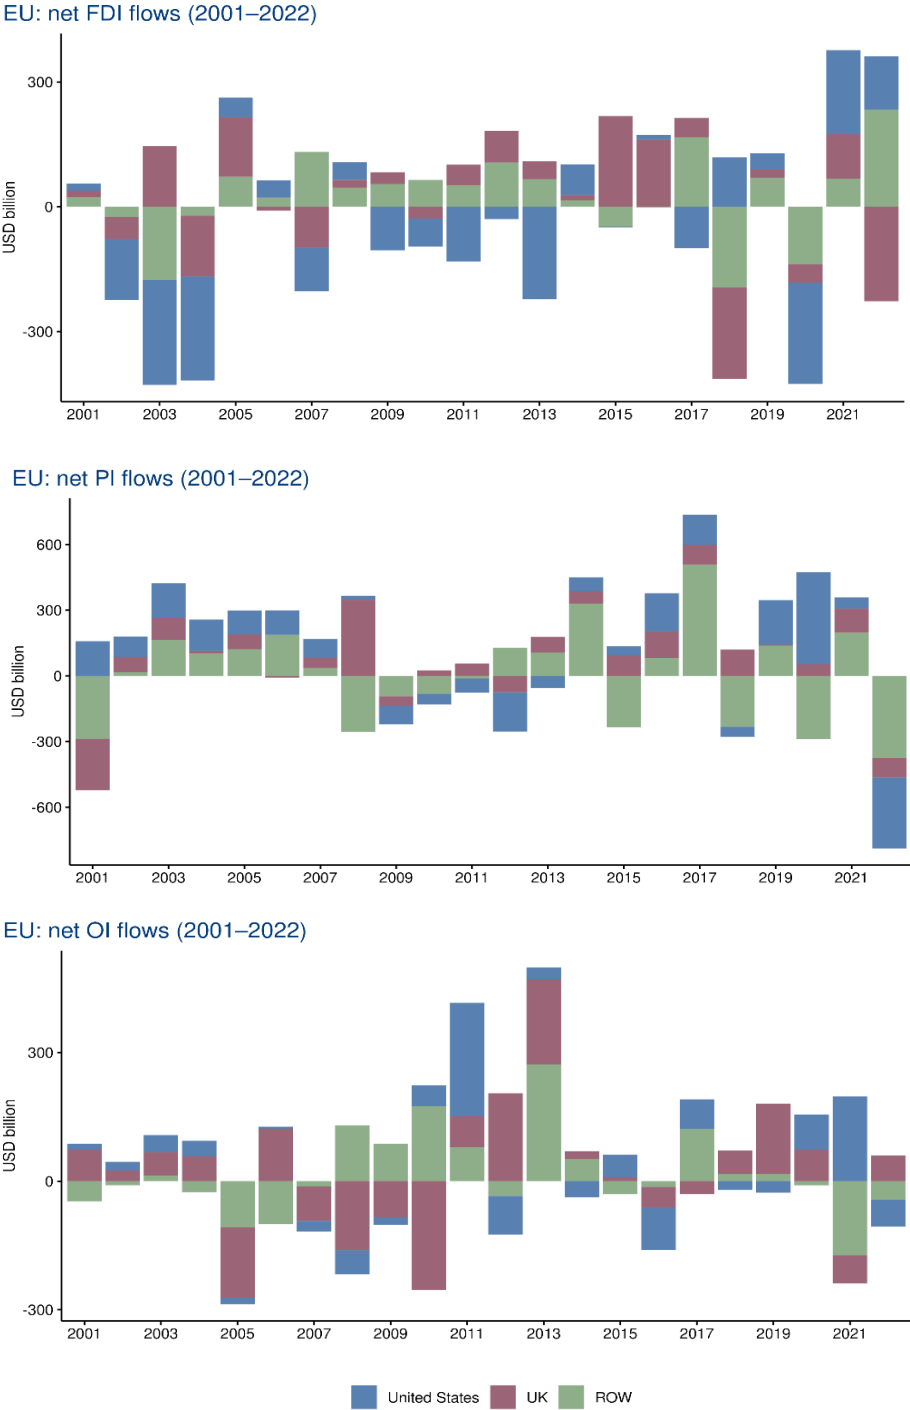 EU: net FDI flows (2001–2022)
300
0
-300
USD billion
2001 2003 2005 2007 2009 2011 2013 2015 2017 2019 2021
EU: net PI flows (2001–2022)
600
300
0
-300
-600
USD billion
2001 2003 2005 2007 2009 2011 2013 2015 2017 2019 2021
EU: net OI flows (2001–2022)
300
0
-300
USD billion
2001 2003 2005 2007 2009 2011 2013 2015 2017 2019 2021
United States UK ROW